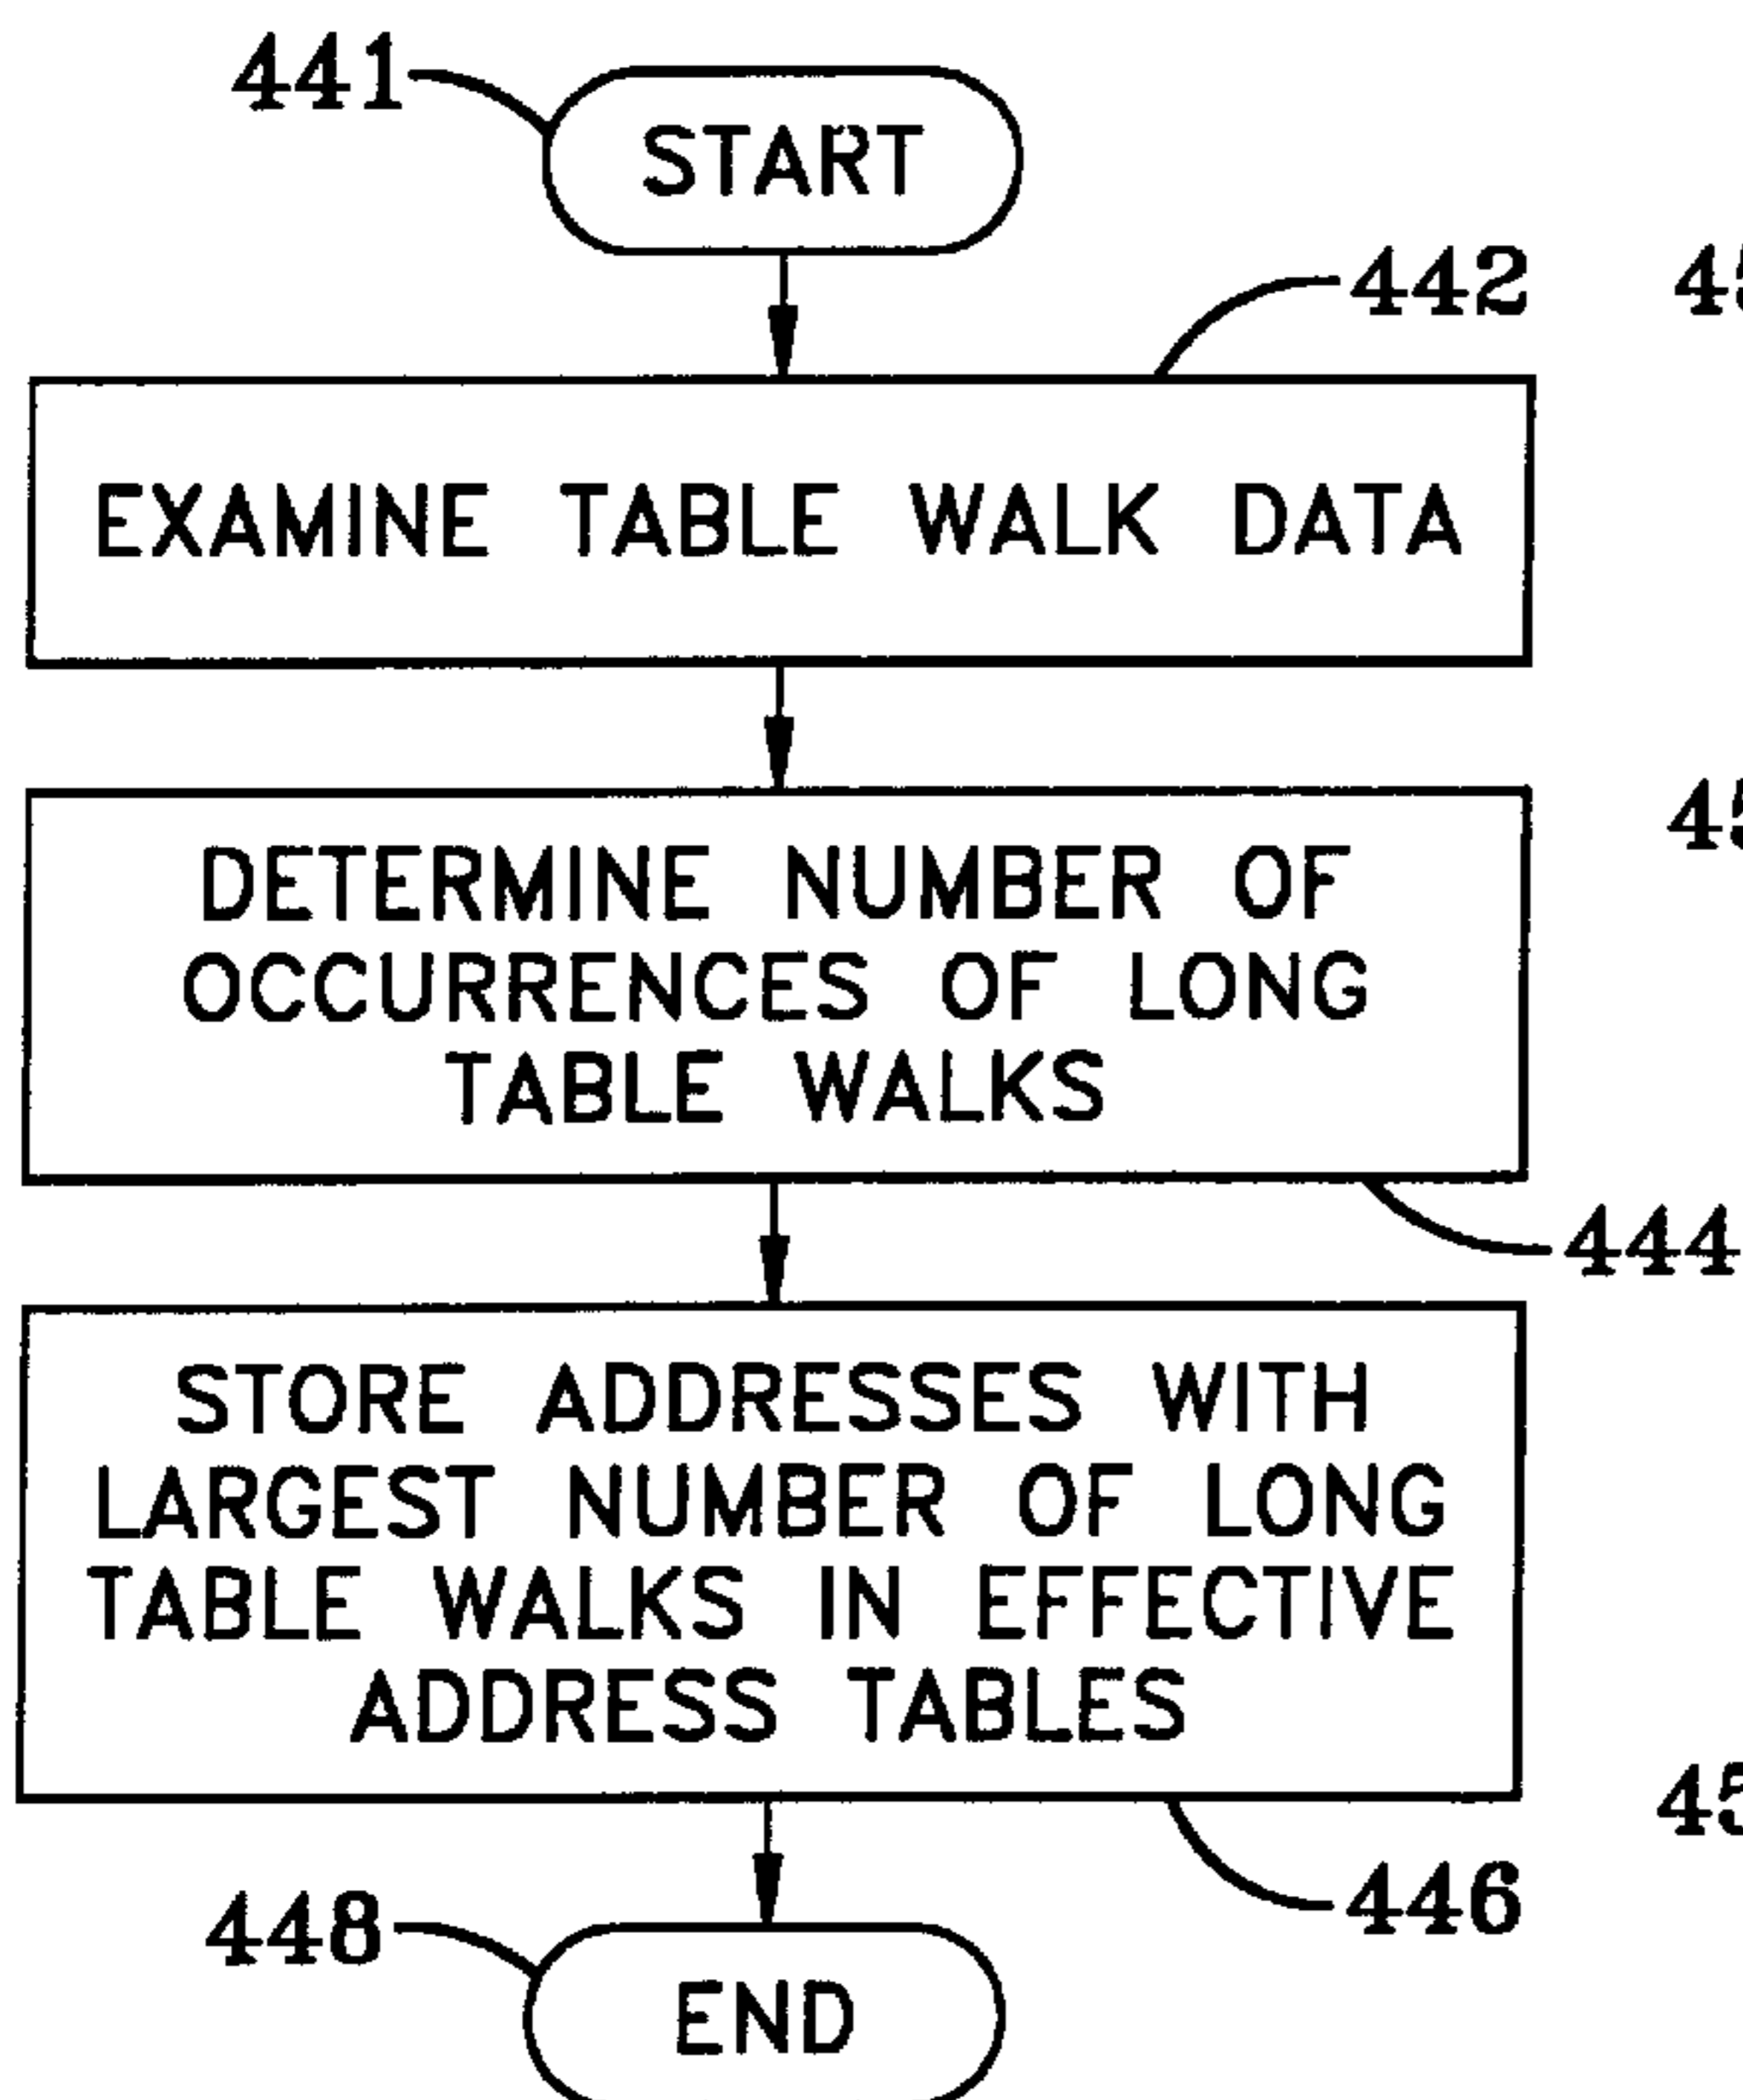 441
START
442
EXAMINE TABLE WALK DATA
DETERMINE NUMBER OF
OCCURRENCES OF LONG
TABLE WALKS
444
STORE ADDRESSES WITH
LARGEST NUMBER OF LONG
TABLE WALKS IN EFFECTIVE
ADDRESS TABLES
446
448
END